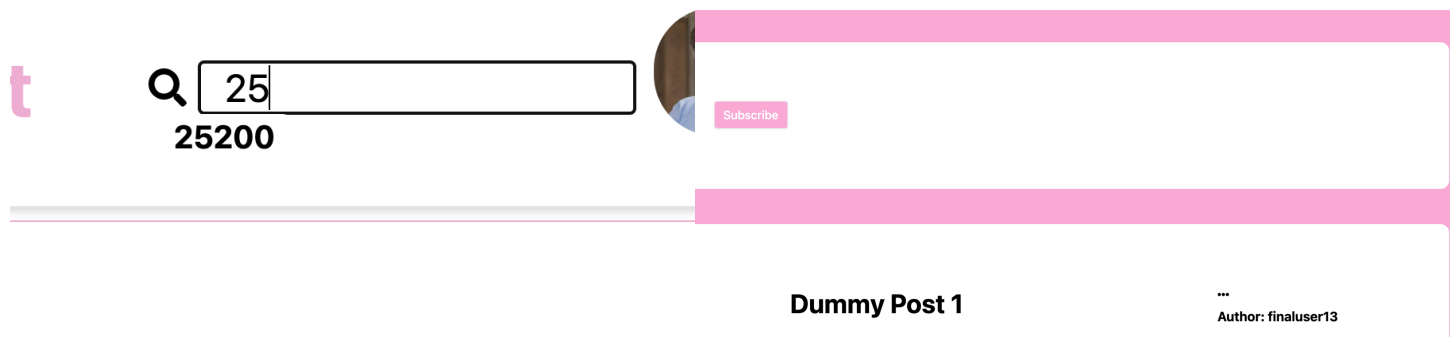 t
25
25200
Subscribe
Dummy Post 1
...
Author: finaluser13